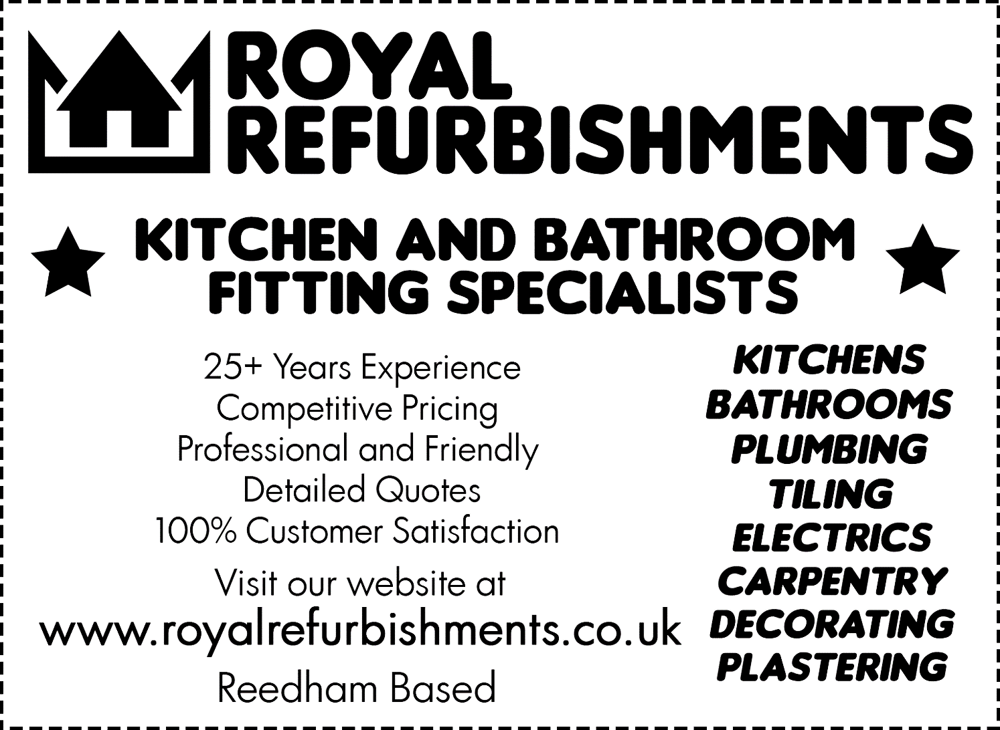 ROYAL
REFURBISHMENTS
KITCHEN AND BATHROOM
FITTING SPECIALISTS
25+ Years Experience
Competitive Pricing
Professional and Friendly
Detailed Quotes
100% Customer Satisfaction
Visit our website at
www.royalrefurbishments.co.uk
Reedham Based
KITCHENS
BATHROOMS
PLUMBING
TILING
ELECTRICS
CARPENTRY
DECORATING
PLASTERING